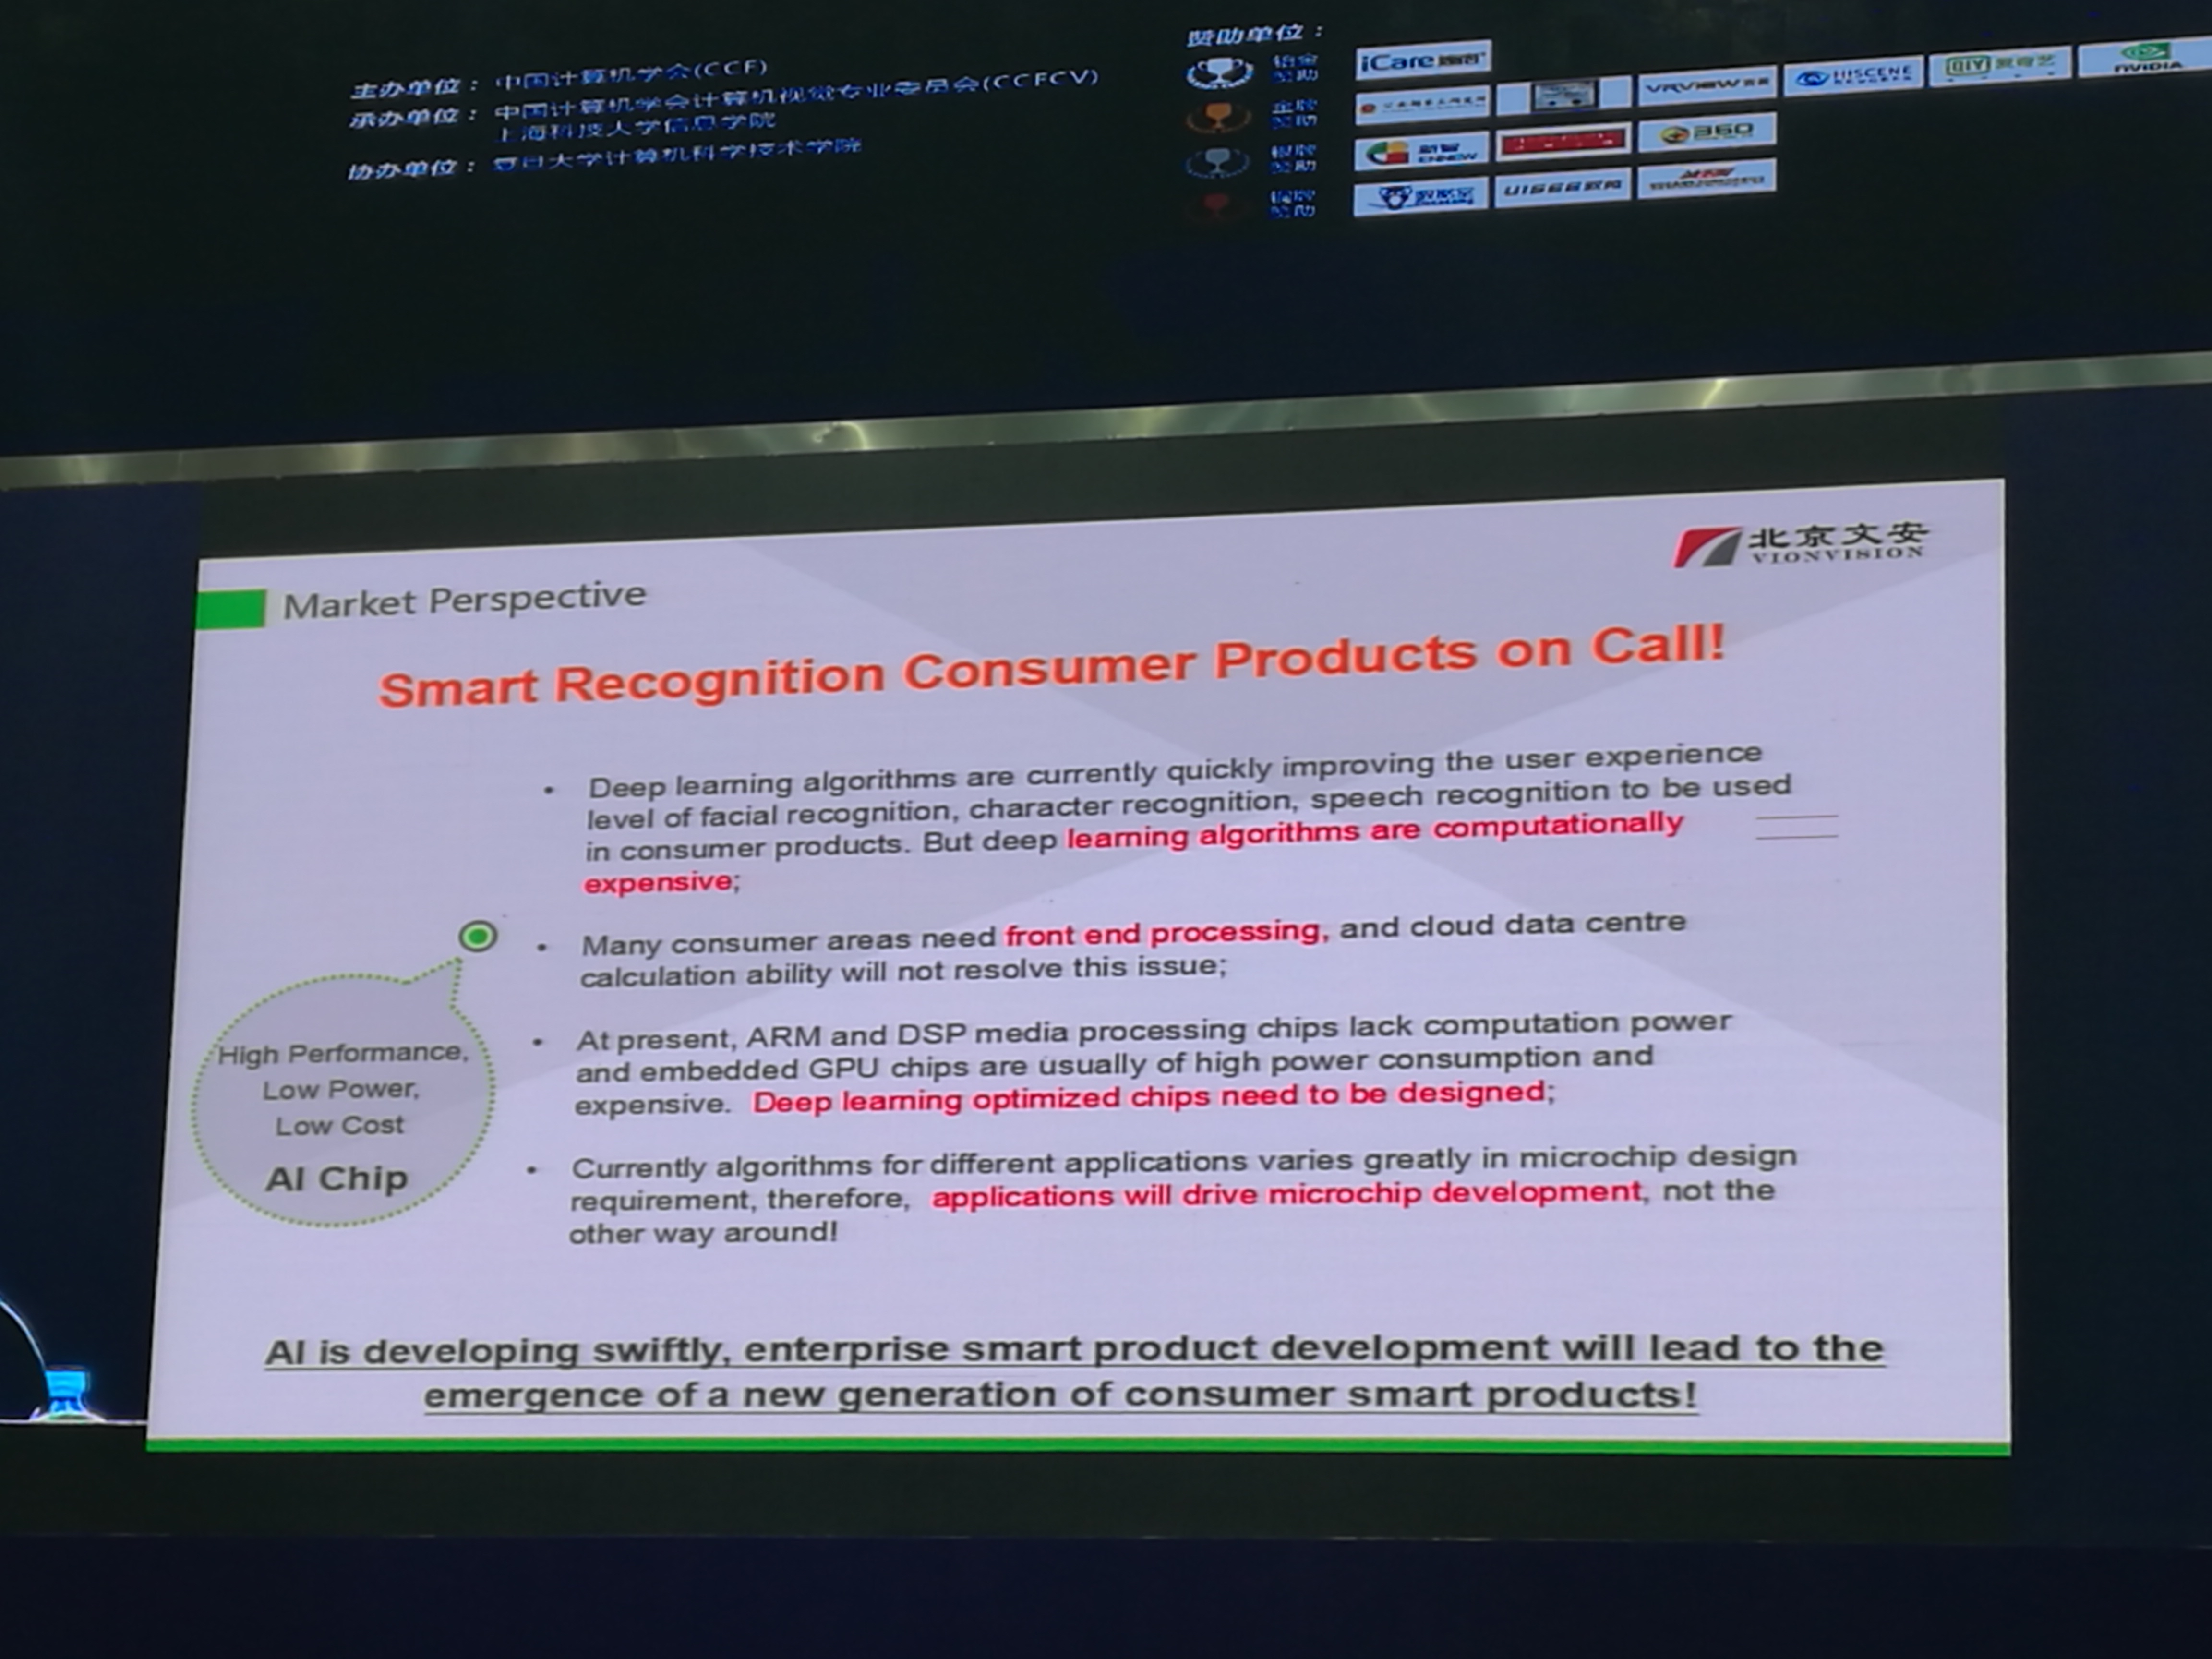 主办单位：中国计算机学会(CCF)
承办单位：中国计算机学会计算机视觉专业委员会(CCFCV)
上海科技大学信息学院
协办单位：复旦大学计算机科学技术学院
赞助单位：
铂金
赞助
iCare
金牌
赞助
VRVIEW
HISCENE
QIY 爱奇艺
NVIDIA
银牌
赞助
新智
ENNEW
360
铜牌
赞助
UISEE 驭势
北京文安
VIONVISION
Market Perspective
Smart Recognition Consumer Products on Call!
• Deep learning algorithms are currently quickly improving the user experience
level of facial recognition, character recognition, speech recognition to be used
in consumer products. But deep learning algorithms are computationally
expensive;
• Many consumer areas need front end processing, and cloud data centre
calculation ability will not resolve this issue;
• At present, ARM and DSP media processing chips lack computation power
and embedded GPU chips are usually of high power consumption and
expensive. Deep learning optimized chips need to be designed;
• Currently algorithms for different applications varies greatly in microchip design
requirement, therefore, applications will drive microchip development, not the
other way around!
High Performance,
Low Power,
Low Cost
AI Chip
AI is developing swiftly, enterprise smart product development will lead to the
emergence of a new generation of consumer smart products!